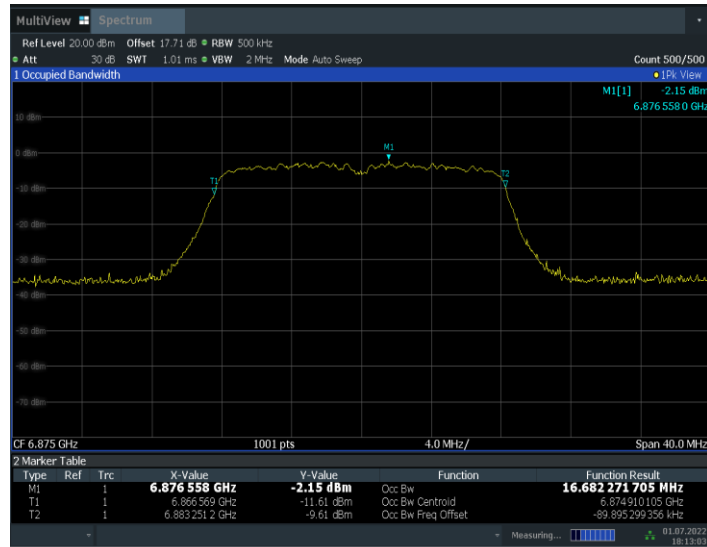 MultiView Spectrum
Ref Level 20.00 dBm Offset 17.71 dB RBW 500 kHz
Att 30 dB SWT 1.01 ms VBW 2 MHz Mode Auto Sweep Count 500/500
1 Occupied Bandwidth 1Pk View
M1[1] -2.15 dBm
6.876 558 0 GHz
10 dBm
M1
0 dBm
T1 T2
-10 dBm
-20 dBm
-30 dBm
-40 dBm
-50 dBm
-60 dBm
-70 dBm
CF 6.875 GHz 1001 pts 4.0 MHz/ Span 40.0 MHz
2 Marker Table
Type Ref Trc X-Value Y-Value Function Function Result
M1 1 6.876 558 GHz -2.15 dBm Occ Bw 16.682 271 705 MHz
T1 1 6.866 569 GHz -11.61 dBm Occ Bw Centroid 6.874 910 105 GHz
T2 1 6.883 251 2 GHz -9.61 dBm Occ Bw Freq Offset -89.895 299 356 kHz
Measuring... 01.07.2022
18:13:03